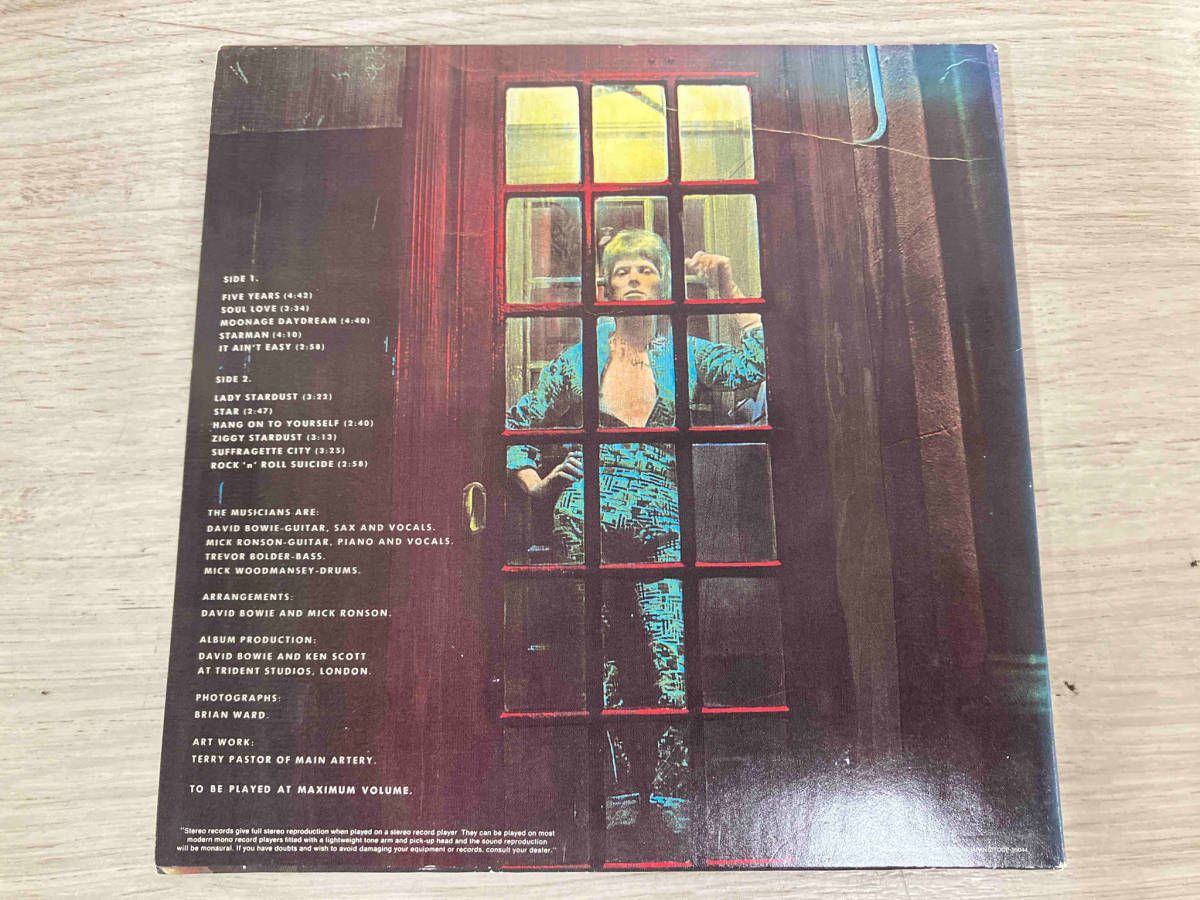 SIDE 1.
FIVE YEARS (4:42)
SOUL LOVE (3:34)
MOONAGE DAYDREAM (4:40)
STARMAN (4:10)
IT AIN'T EASY (2:58)
SIDE 2.
LADY STARDUST (3:22)
STAR (2:47)
HANG ON TO YOURSELF (2:40)
ZIGGY STARDUST (3:13)
SUFFRAGETTE CITY (3:25)
ROCK 'n' ROLL SUICIDE (2:58)
THE MUSICIANS ARE:
DAVID BOWIE-GUITAR, SAX AND VOCALS.
MICK RONSON-GUITAR, PIANO AND VOCALS.
TREVOR BOLDER-BASS.
MICK WOODMANSEY-DRUMS.
ARRANGEMENTS:
DAVID BOWIE AND MICK RONSON.
ALBUM PRODUCTION:
DAVID BOWIE AND KEN SCOTT
AT TRIDENT STUDIOS, LONDON.
PHOTOGRAPHS:
BRIAN WARD.
ART WORK:
TERRY PASTOR OF MAIN ARTERY.
TO BE PLAYED AT MAXIMUM VOLUME.
"Stereo records give full stereo reproduction when played on a stereo record player. They can be played on most
modern mono record players fitted with a lightweight tone arm and pick-up head and the sound reproduction
will be monaural. If you have doubts and wish to avoid damaging your equipment or records, consult your dealer."